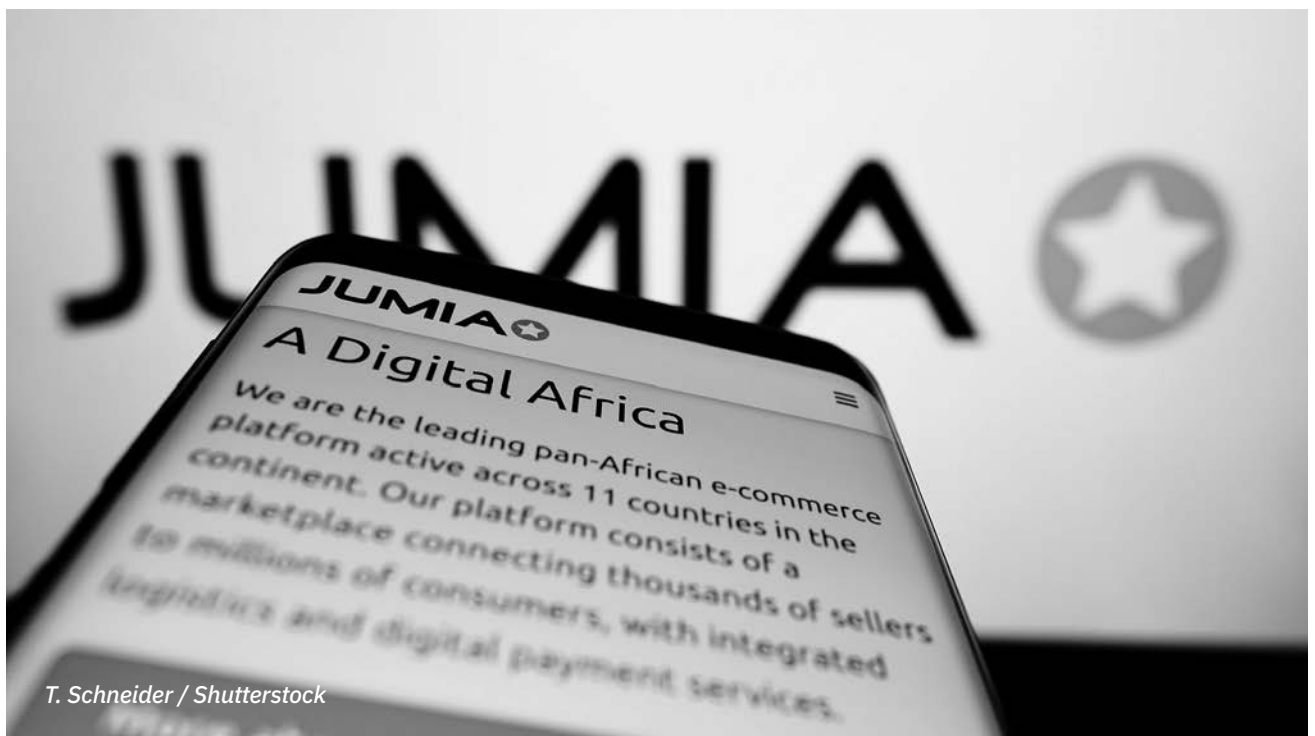 JUMIA
JUMIA
A Digital Africa
We are the leading pan-African e-commerce
platform active across 11 countries in the
continent. Our platform consists of a
marketplace connecting thousands of sellers
to millions of consumers, with integrated
logistics and digital payment services.
T. Schneider / Shutterstock